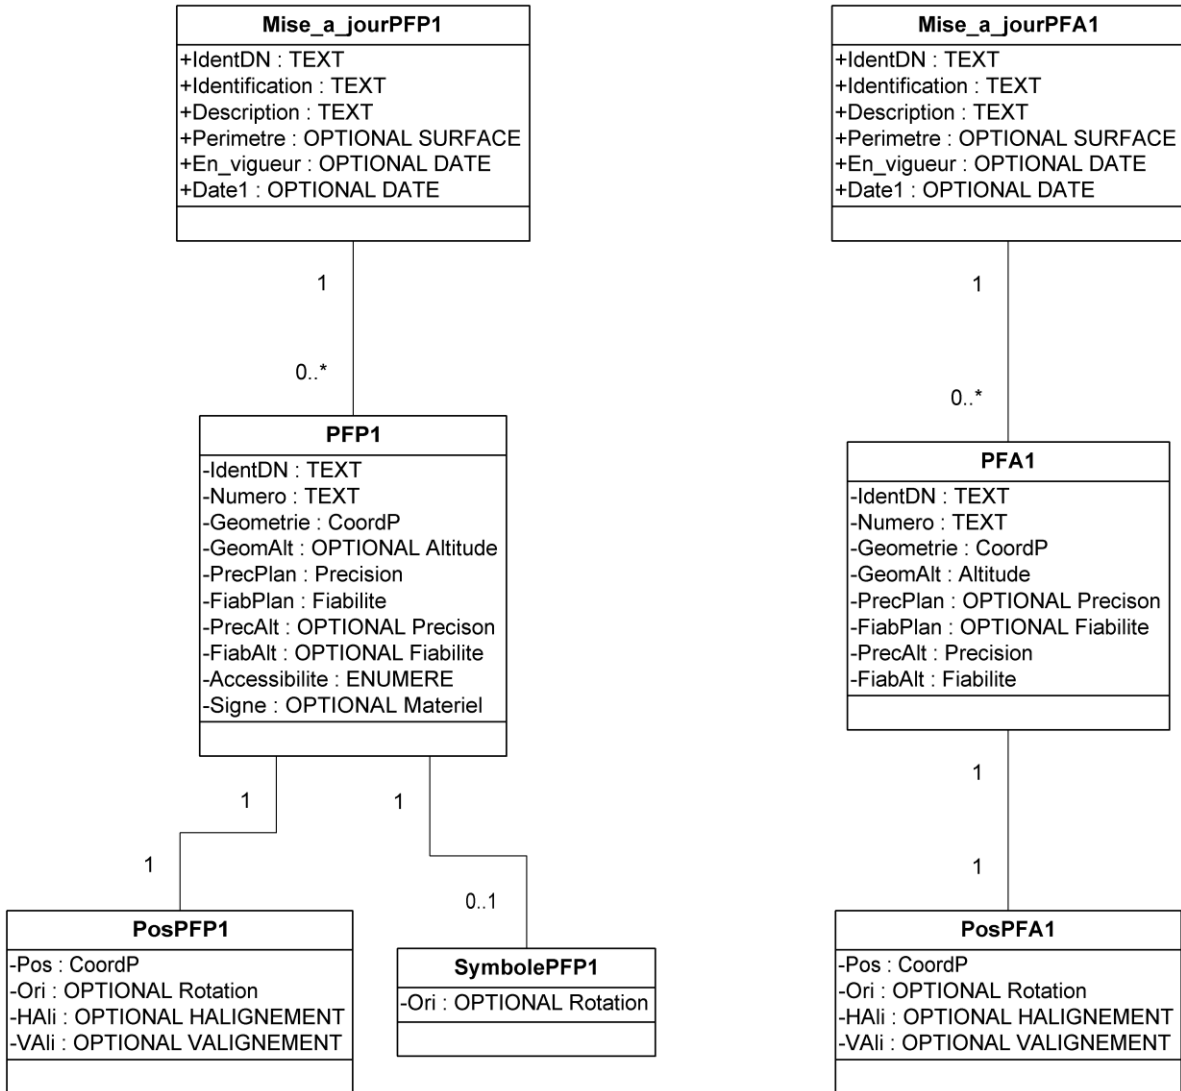 Mise_a_jourPFP1
+IdentDN : TEXT
+Identification : TEXT
+Description : TEXT
+Perimetre : OPTIONAL SURFACE
+En_vigueur : OPTIONAL DATE
+Date1 : OPTIONAL DATE
1
0..*
PFP1
-IdentDN : TEXT
-Numero : TEXT
-Geometrie : CoordP
-GeomAlt : OPTIONAL Altitude
-PrecPlan : Precision
-FiabPlan : Fiabilite
-PrecAlt : OPTIONAL Precison
-FiabAlt : OPTIONAL Fiabilite
-Accessibilite : ENUMERE
-Signe : OPTIONAL Materiel
1
1
1
0..1
PosPFP1
-Pos : CoordP
-Ori : OPTIONAL Rotation
-HAli : OPTIONAL HALIGNEMENT
-VAli : OPTIONAL VALIGNEMENT
SymbolePFP1
-Ori : OPTIONAL Rotation
Mise_a_jourPFA1
+IdentDN : TEXT
+Identification : TEXT
+Description : TEXT
+Perimetre : OPTIONAL SURFACE
+En_vigueur : OPTIONAL DATE
+Date1 : OPTIONAL DATE
1
0..*
PFA1
-IdentDN : TEXT
-Numero : TEXT
-Geometrie : CoordP
-GeomAlt : Altitude
-PrecPlan : OPTIONAL Precison
-FiabPlan : OPTIONAL Fiabilite
-PrecAlt : Precision
-FiabAlt : Fiabilite
1
1
PosPFA1
-Pos : CoordP
-Ori : OPTIONAL Rotation
-HAli : OPTIONAL HALIGNEMENT
-VAli : OPTIONAL VALIGNEMENT